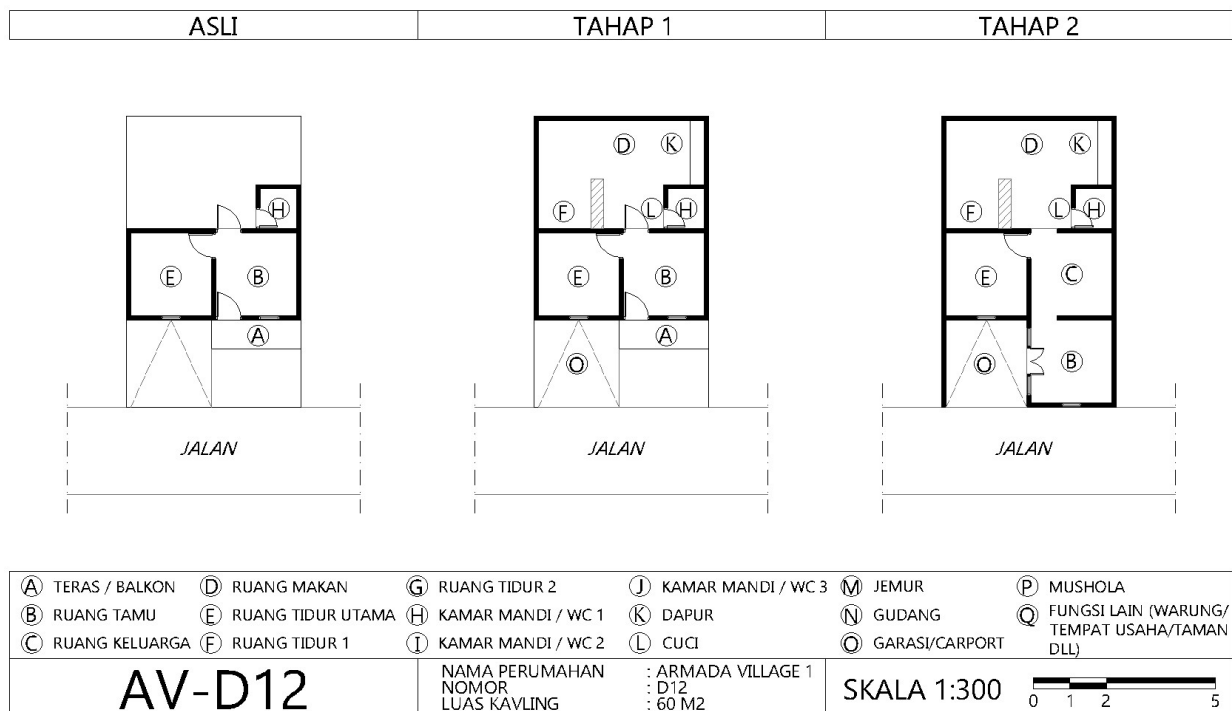 ASLI
TAHAP 1
TAHAP 2
D K
D K
H
F L H
F L H
E B
E B
E C
A
O A
O B
JALAN
JALAN
JALAN
A TERAS / BALKON
B RUANG TAMU
C RUANG KELUARGA
D RUANG MAKAN
E RUANG TIDUR UTAMA
F RUANG TIDUR 1
G RUANG TIDUR 2
H KAMAR MANDI / WC 1
I KAMAR MANDI / WC 2
J KAMAR MANDI / WC 3
K DAPUR
L CUCI
M JEMUR
N GUDANG
O GARASI/CARPORT
P MUSHOLA
Q FUNGSI LAIN (WARUNG/
TEMPAT USAHA/TAMAN
DLL)
AV-D12
NAMA PERUMAHAN : ARMADA VILLAGE 1
NOMOR : D12
LUAS KAVLING : 60 M2
SKALA 1:300
0 1 2 5